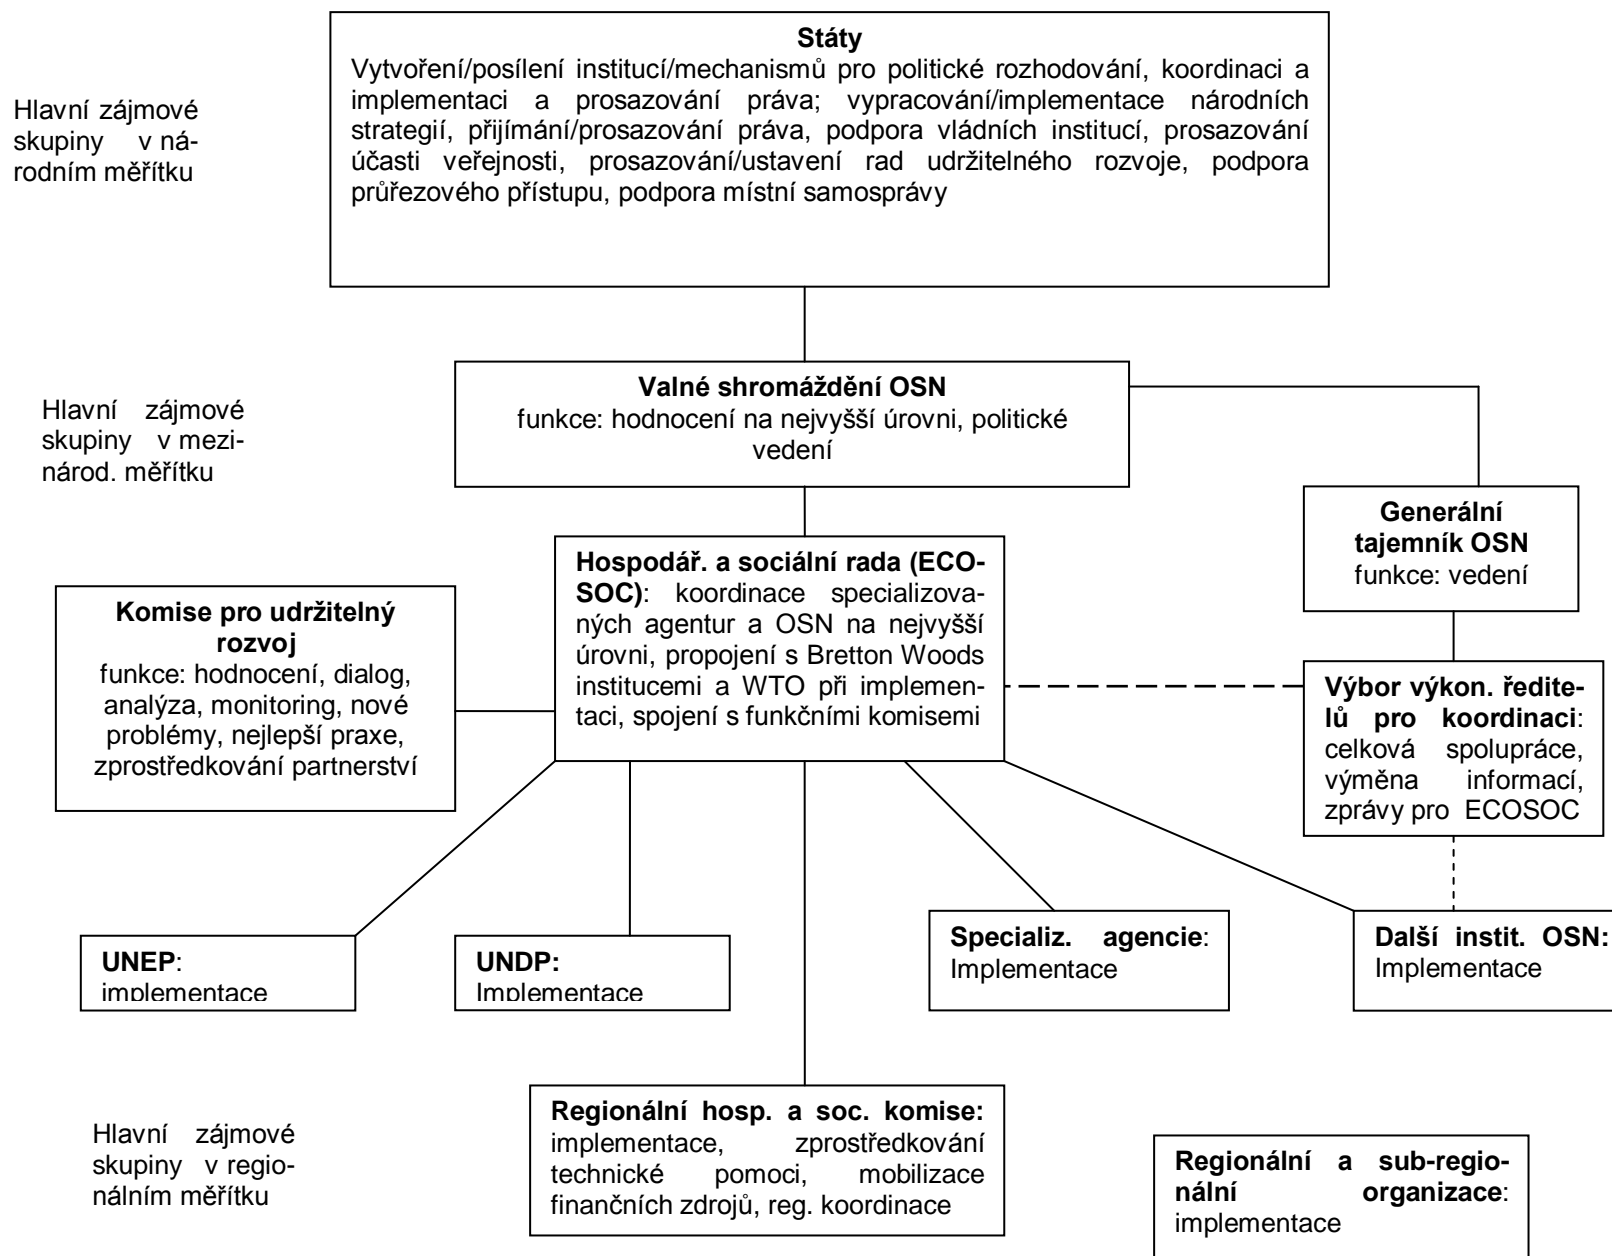 Státy
Vytvoření/posílení institucí/mechanismů pro politické rozhodování, koordinaci a
implementaci a prosazování práva; vypracování/implementace národních
strategií, přijímání/prosazování práva, podpora vládních institucí, prosazování
účasti veřejnosti, prosazování/ustavení rad udržitelného rozvoje, podpora
průřezového přístupu, podpora místní samosprávy
Hlavní zájmové
skupiny v ná-
rodním měřítku
Valné shromáždění OSN
funkce: hodnocení na nejvyšší úrovni, politické
vedení
Hlavní zájmové
skupiny v mezi-
národ. měřítku
Generální
tajemník OSN
funkce: vedení
Hospodář. a sociální rada (ECO-
SOC): koordinace specializova-
ných agentur a OSN na nejvyšší
úrovni, propojení s Bretton Woods
institucemi a WTO při implemen-
taci, spojení s funkčními komisemi
Komise pro udržitelný
rozvoj
funkce: hodnocení, dialog,
analýza, monitoring, nové
problémy, nejlepší praxe,
zprostředkování partnerství
Výbor výkon. ředite-
lů pro koordinaci:
celková spolupráce,
výměna informací,
zprávy pro ECOSOC
UNEP:
implementace
UNDP:
Implementace
Specializ. agencie:
Implementace
Další instit. OSN:
Implementace
Regionální hosp. a soc. komise:
implementace, zprostředkování
technické pomoci, mobilizace
finančních zdrojů, reg. koordinace
Hlavní zájmové
skupiny v regio-
nálním měřítku
Regionální a sub-regio-
nální organizace:
implementace